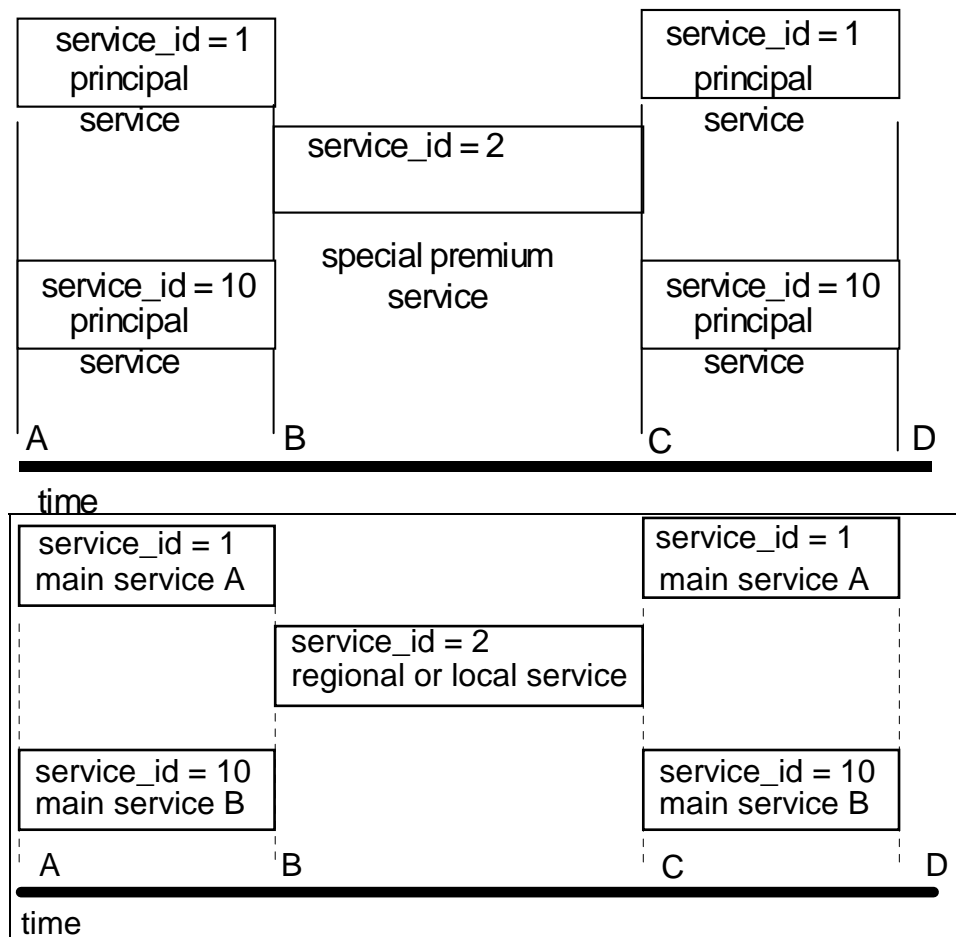 service_id = 1
principal
service
service_id = 1
principal
service
service_id = 2
special premium
service
service_id = 10
principal
service
service_id = 10
principal
service
A
B
C
D
time
service_id = 1
main service A
service_id = 1
main service A
service_id = 2
regional or local service
service_id = 10
main service B
service_id = 10
main service B
A
B
C
D
time